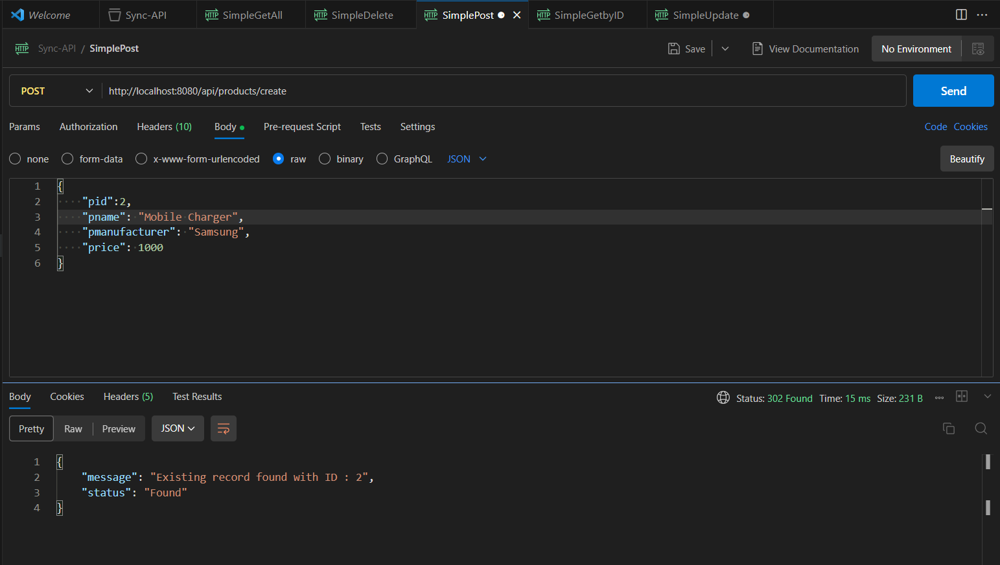 Welcome Sync-API HTTP SimpleGetAll HTTP SimpleDelete HTTP SimplePost HTTP SimpleGetbyID HTTP SimpleUpdate
HTTP Sync-API / SimplePost Save View Documentation No Environment
POST http://localhost:8080/api/products/create Send
Params Authorization Headers (10) Body Pre-request Script Tests Settings Code Cookies
none form-data x-www-form-urlencoded raw binary GraphQL JSON Beautify
1 {
2 "pid":2,
3 "pname": "Mobile Charger",
4 "pmanufacturer": "Samsung",
5 "price": 1000
6 }
Body Cookies Headers (5) Test Results Status: 302 Found Time: 15 ms Size: 231 B
Pretty Raw Preview JSON
1 {
2 "message": "Existing record found with ID : 2",
3 "status": "Found"
4 }